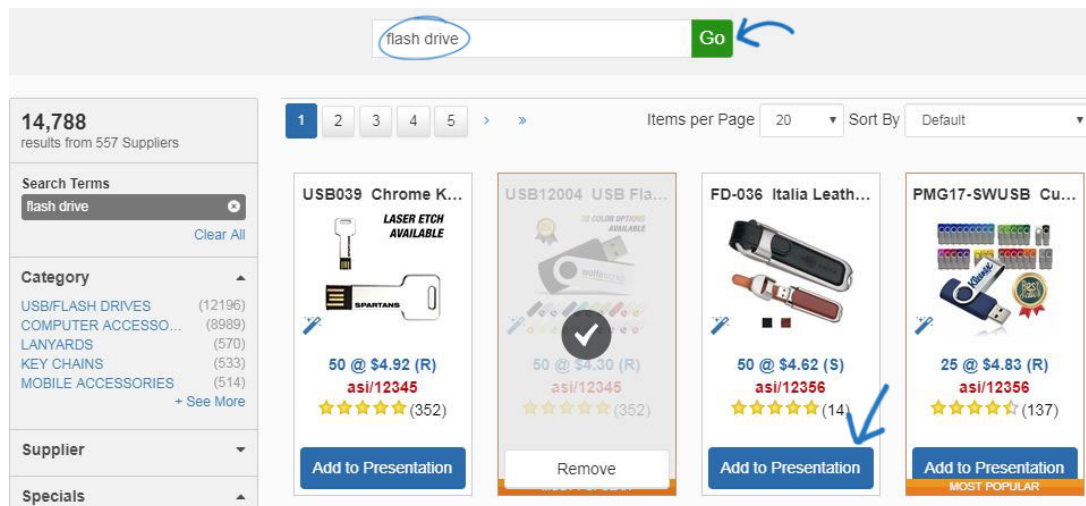 flash drive
Go
14,788
results from 557 Suppliers
Search Terms
flash drive
Clear All
Category
USB/FLASH DRIVES (12196)
COMPUTER ACCESSO... (8989)
LANYARDS (570)
KEY CHAINS (533)
MOBILE ACCESSORIES (514)
+ See More
Supplier
Specials
1 2 3 4 5 › »
Items per Page 20 Sort By Default
USB039 Chrome K...
LASER ETCH
AVAILABLE
SPARTANS
50 @ $4.92 (R)
asi/12345
(352)
Add to Presentation
USB12004 USB Fla...
20 COLOR OPTIONS
AVAILABLE
50 @ $4.30 (R)
asi/12345
(352)
Remove
FD-036 Italia Leath...
50 @ $4.62 (S)
asi/12356
(14)
Add to Presentation
PMG17-SWUSB Cu...
Best
25 @ $4.83 (R)
asi/12356
(137)
Add to Presentation
MOST POPULAR